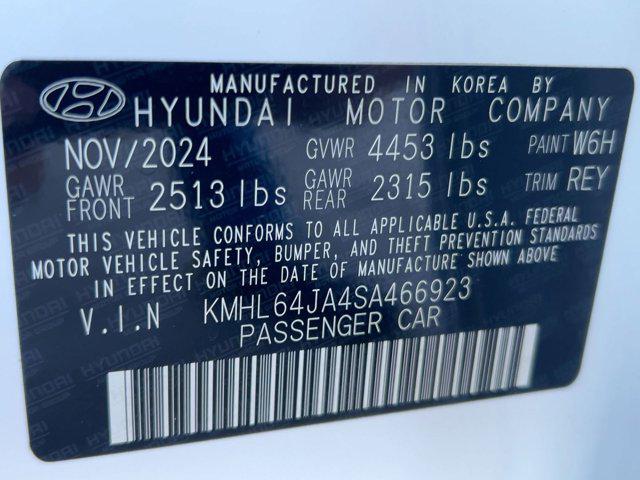 MANUFACTURED IN KOREA BY
HYUNDAI MOTOR COMPANY
NOV/2024 GVWR 4453 lbs PAINT W6H
GAWR FRONT 2513 lbs GAWR REAR 2315 lbs TRIM REY
THIS VEHICLE CONFORMS TO ALL APPLICABLE U.S.A. FEDERAL
MOTOR VEHICLE SAFETY, BUMPER, AND THEFT PREVENTION STANDARDS
IN EFFECT ON THE DATE OF MANUFACTURE SHOWN ABOVE.
V.I.N KMHL64JA4SA466923
PASSENGER CAR